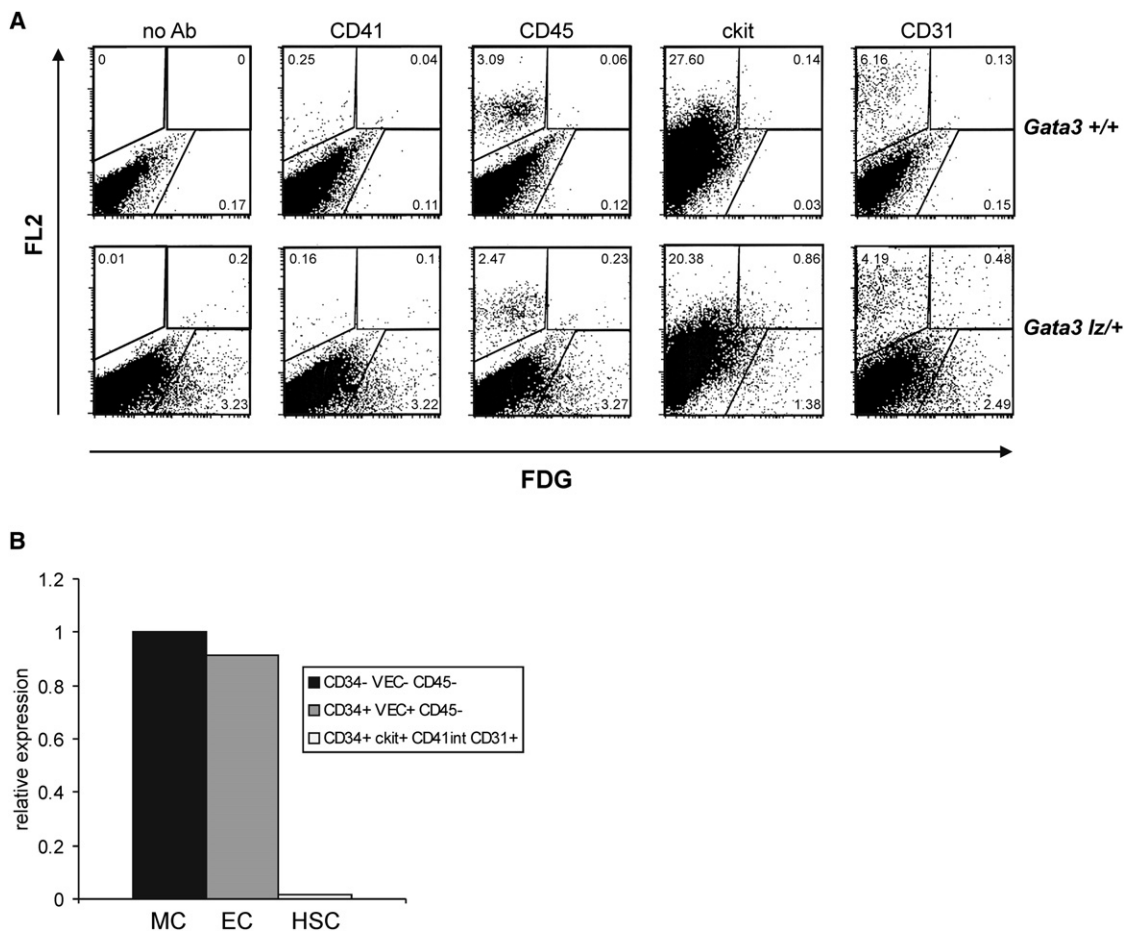 A
no Ab CD41 CD45 ckit CD31
0 0 0.25 0.04 3.09 0.06 27.60 0.14 6.16 0.13
Gata3 +/+
0.17 0.11 0.12 0.03 0.15
FL2
0.01 0.2 0.16 0.1 2.47 0.23 20.38 0.86 4.19 0.48
Gata3 lz/+
3.23 3.22 3.27 1.38 2.49
FDG
B
1.2
1
0.8
0.6
0.4
0.2
0
relative expression
CD34- VEC- CD45-
CD34+ VEC+ CD45-
CD34+ ckit+ CD41int CD31+
MC EC HSC